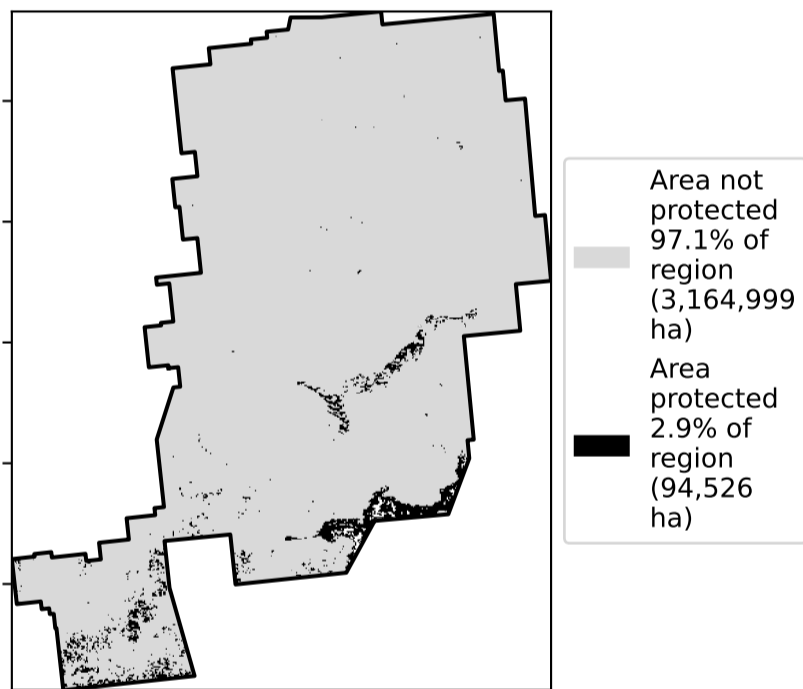 Area not
protected
97.1% of
region
(3,164,999
ha)
Area
protected
2.9% of
region
(94,526
ha)